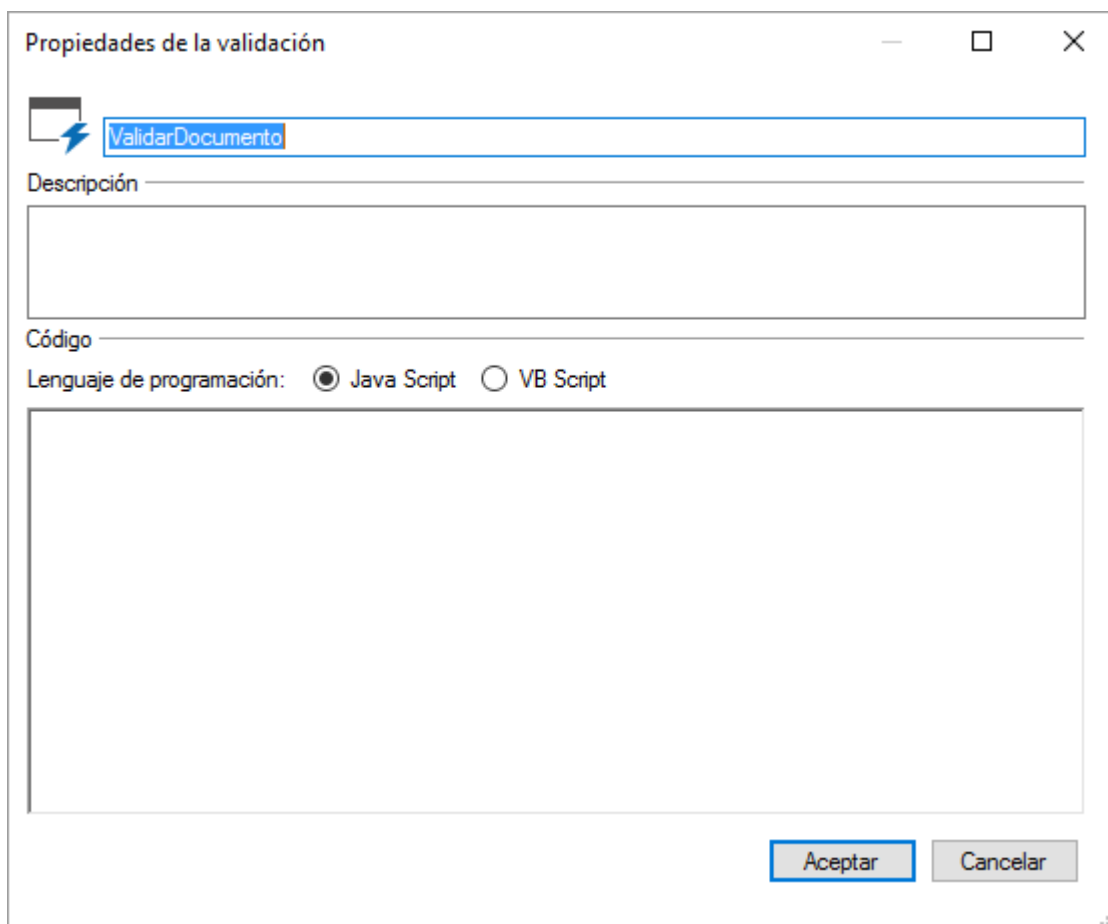 Propiedades de la validación
ValidarDocumento
Descripción
Código
Lenguaje de programación: Java Script VB Script
Aceptar Cancelar